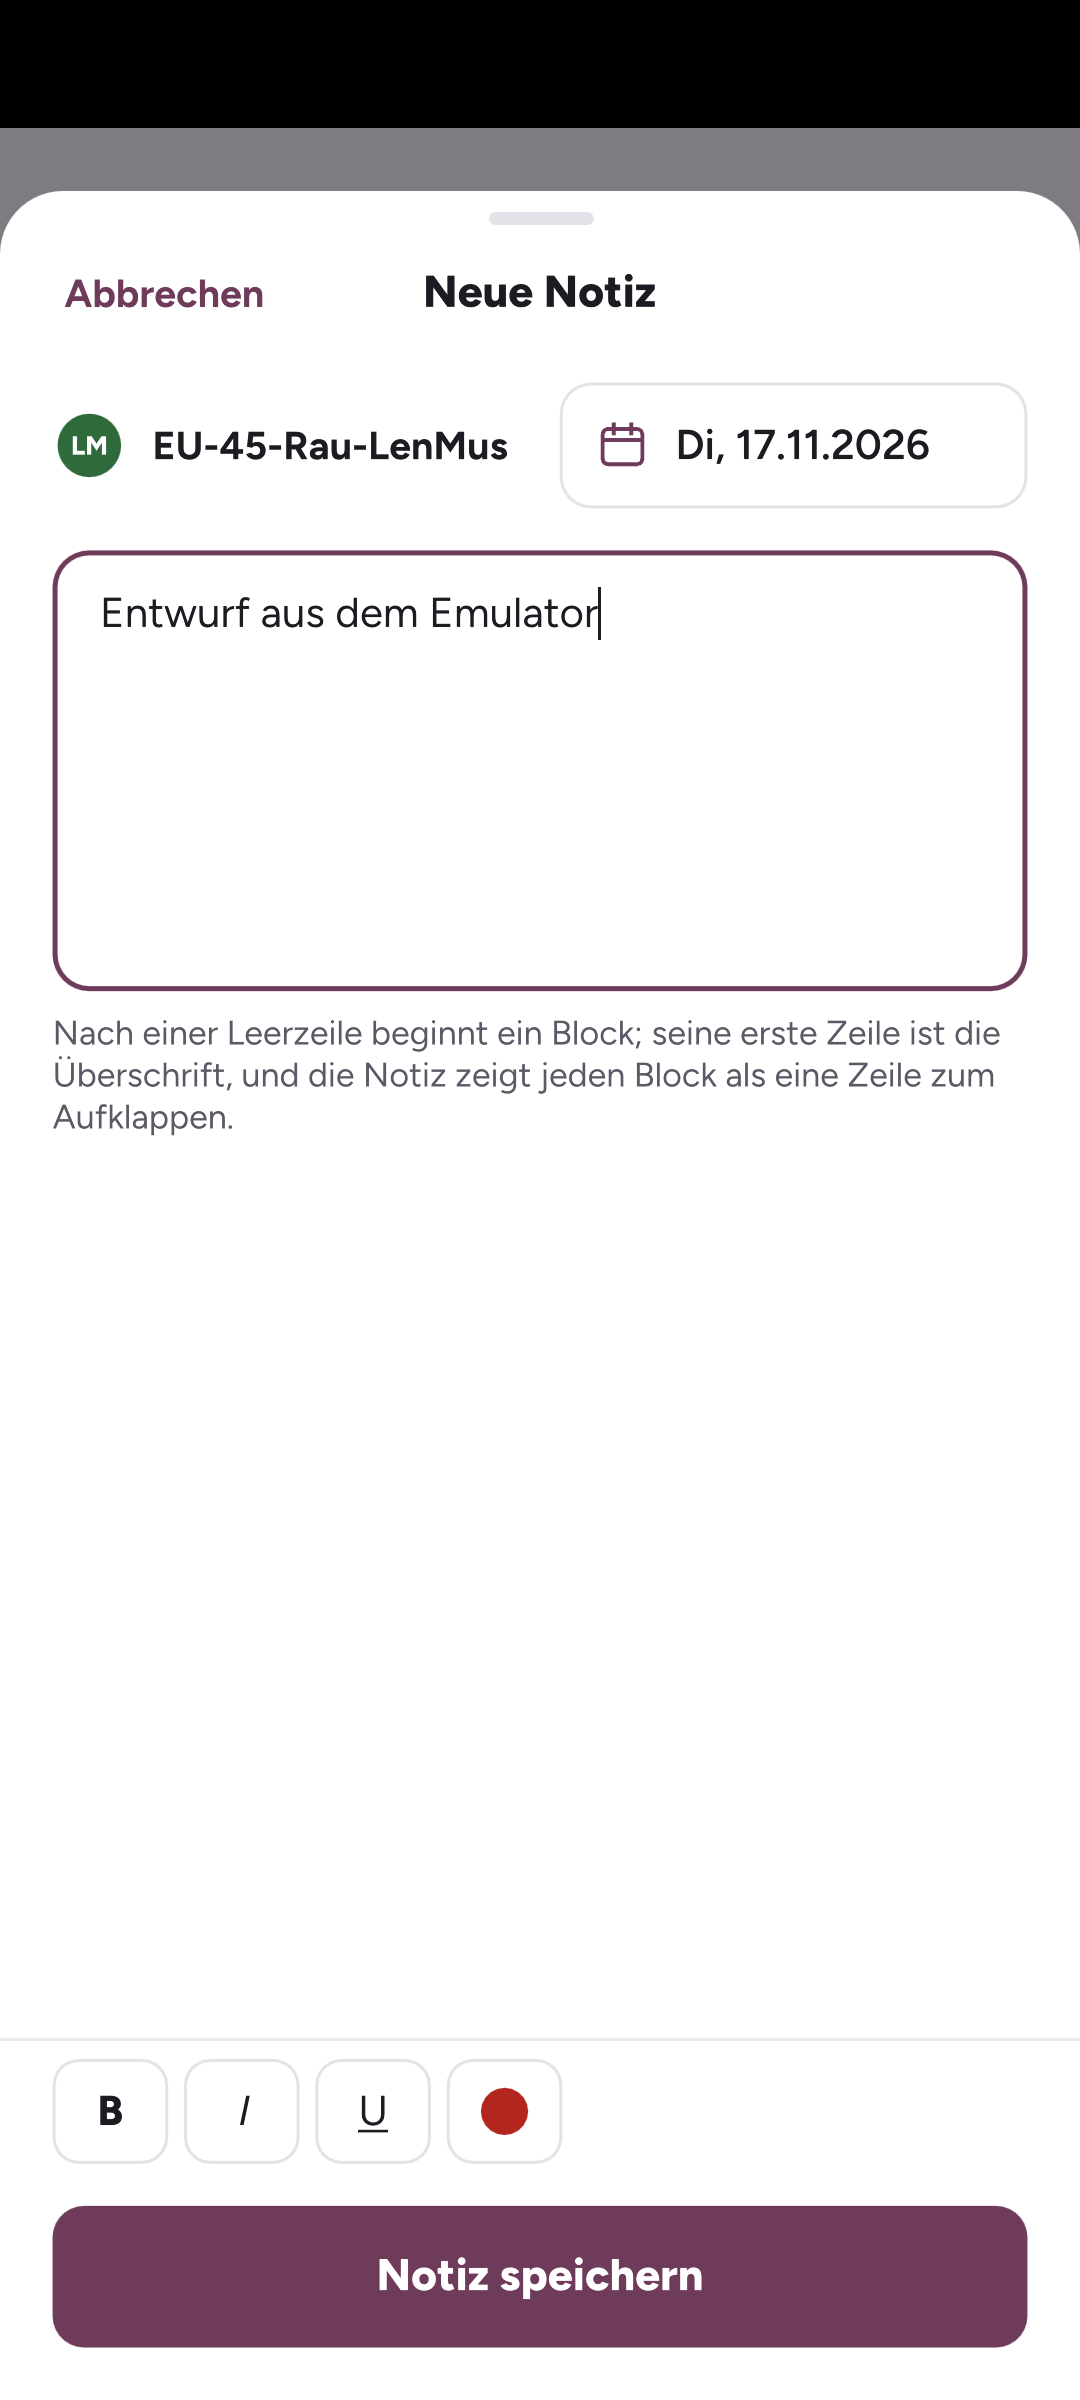 Abbrechen
Neue Notiz
LM
EU-45-Rau-LenMus
Di, 17.11.2026
Entwurf aus dem Emulator
Nach einer Leerzeile beginnt ein Block; seine erste Zeile ist die
Überschrift, und die Notiz zeigt jeden Block als eine Zeile zum
Aufklappen.
B
I
U
Notiz speichern